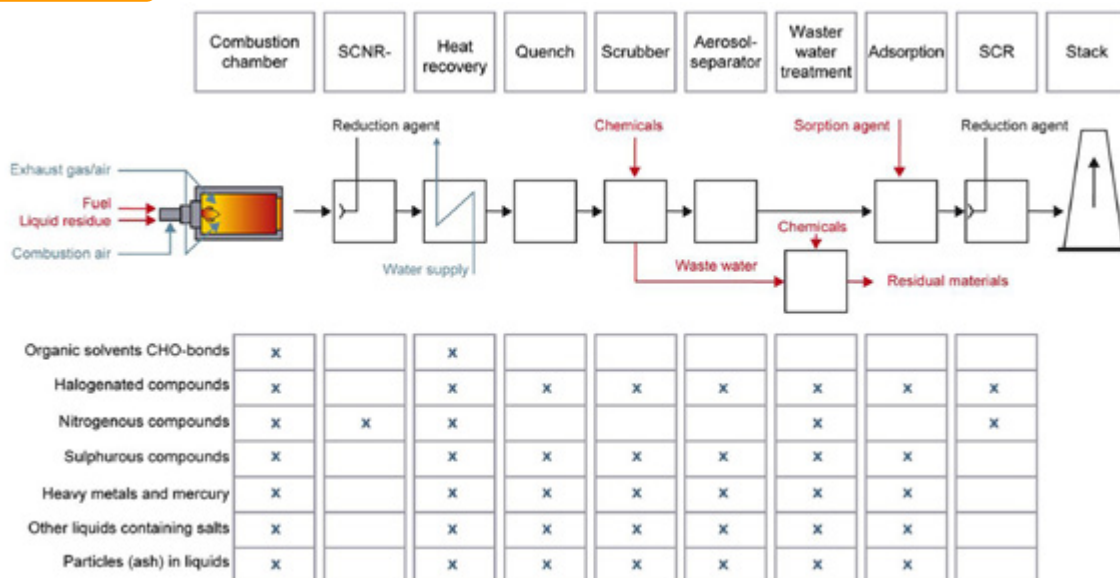 Combustion chamber
SCNR-
Heat recovery
Quench
Scrubber
Aerosol-separator
Waster water treatment
Adsorption
SCR
Stack
Reduction agent
Chemicals
Sorption agent
Reduction agent
Exhaust gas/air
Fuel
Liquid residue
Combustion air
Water supply
Waste water
Chemicals
Residual materials
Organic solvents CHO-bonds x x
Halogenated compounds x x x x x x x x
Nitrogenous compounds x x x x x
Sulphurous compounds x x x x x x x
Heavy metals and mercury x x x x x x x
Other liquids containing salts x x x x x x x
Particles (ash) in liquids x x x x x x x